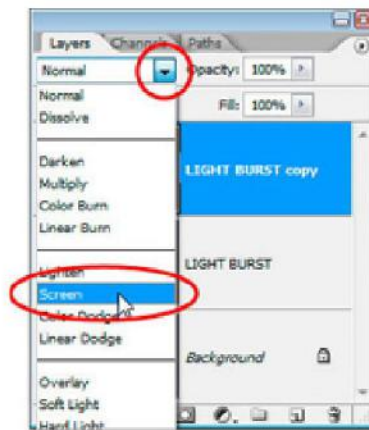 Layers Channels Paths
Normal Opacity: 100%
Normal Fill: 100%
Dissolve
Darken
Multiply LIGHT BURST copy
Color Burn
Linear Burn
Lighten LIGHT BURST
Screen
Color Dodge
Linear Dodge
Background
Overlay
Soft Light
Hard Light